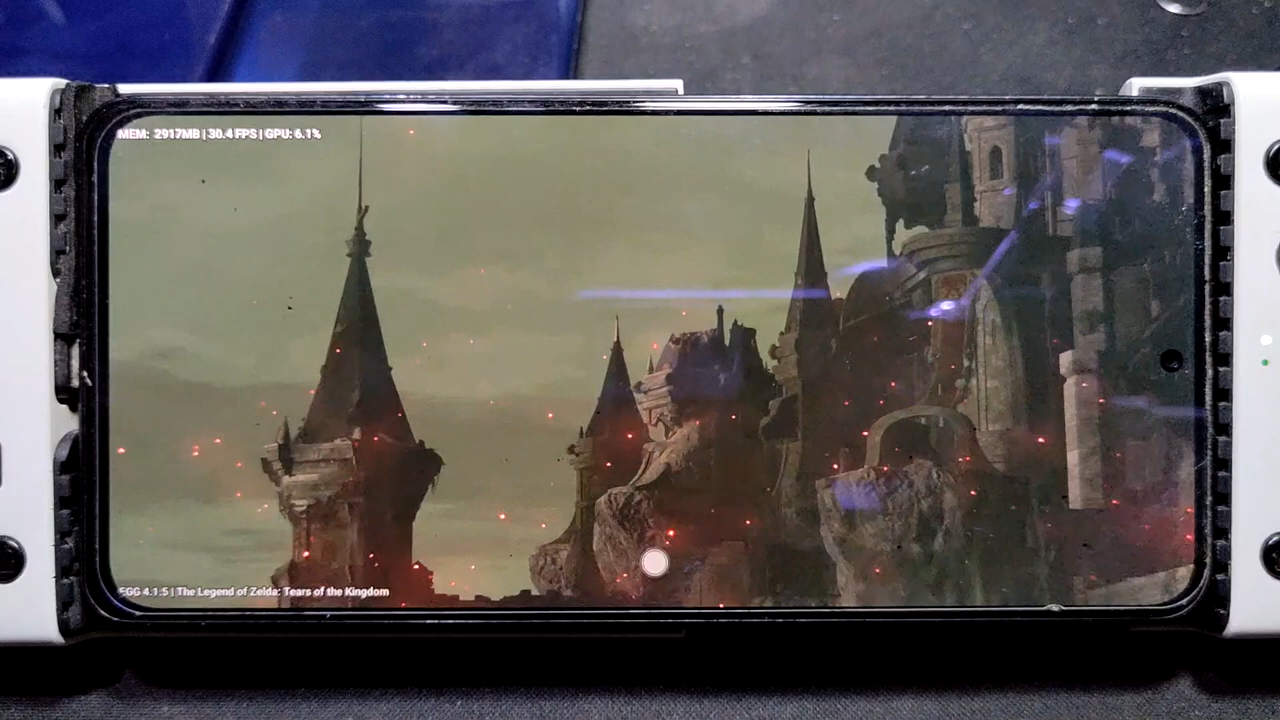 MEM: 2917MB | 30.4 FPS | GPU: 6.1%
EGG 4.1.5 | The Legend of Zelda: Tears of the Kingdom